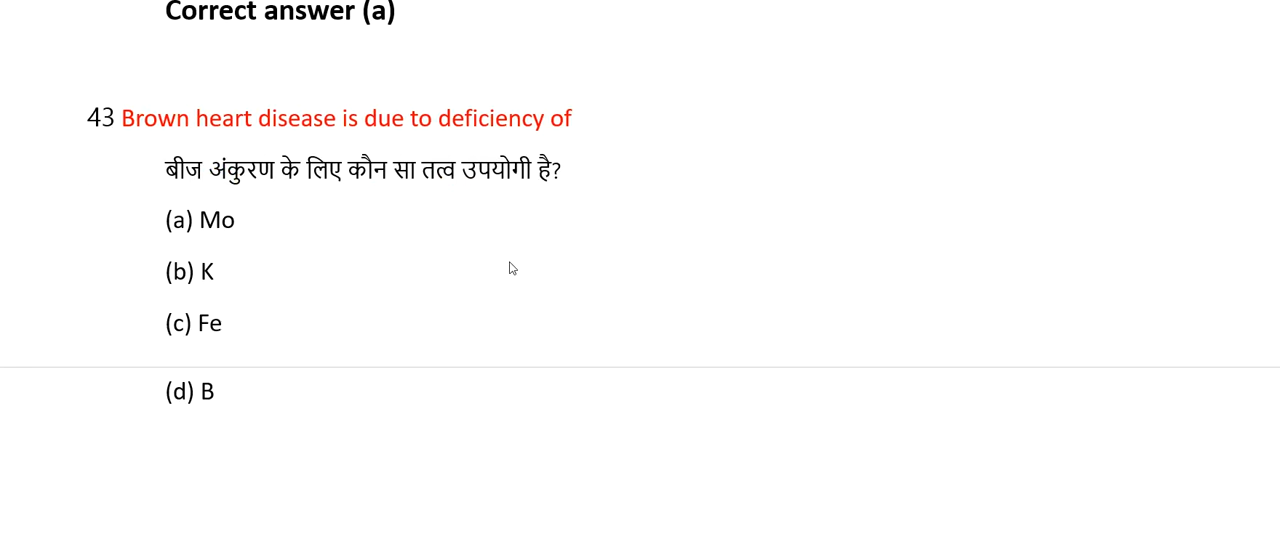 Correct answer (a)
43 Brown heart disease is due to deficiency of
बीज अंकुरण के लिए कौन सा तत्व उपयोगी है?
(a) Mo
(b) K
(c) Fe
(d) B